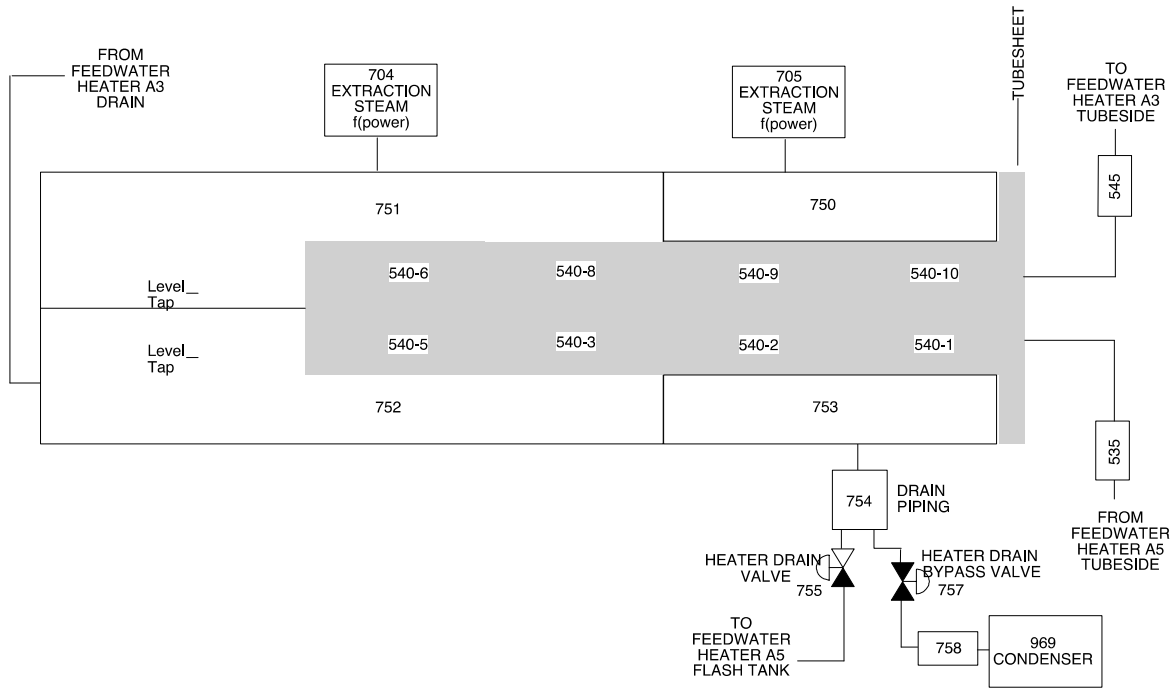 FROM
FEEDWATER
HEATER A3
DRAIN
704
EXTRACTION
STEAM
f(power)
705
EXTRACTION
STEAM
f(power)
TUBESHEET
TO
FEEDWATER
HEATER A3
TUBESIDE
545
751
750
540-6
540-8
540-9
540-10
Level_
Tap
Level_
Tap
540-5
540-3
540-2
540-1
752
753
535
754
DRAIN
PIPING
FROM
FEEDWATER
HEATER A5
TUBESIDE
HEATER DRAIN
VALVE
755
HEATER DRAIN
BYPASS VALVE
757
TO
FEEDWATER
HEATER A5
FLASH TANK
758
969
CONDENSER